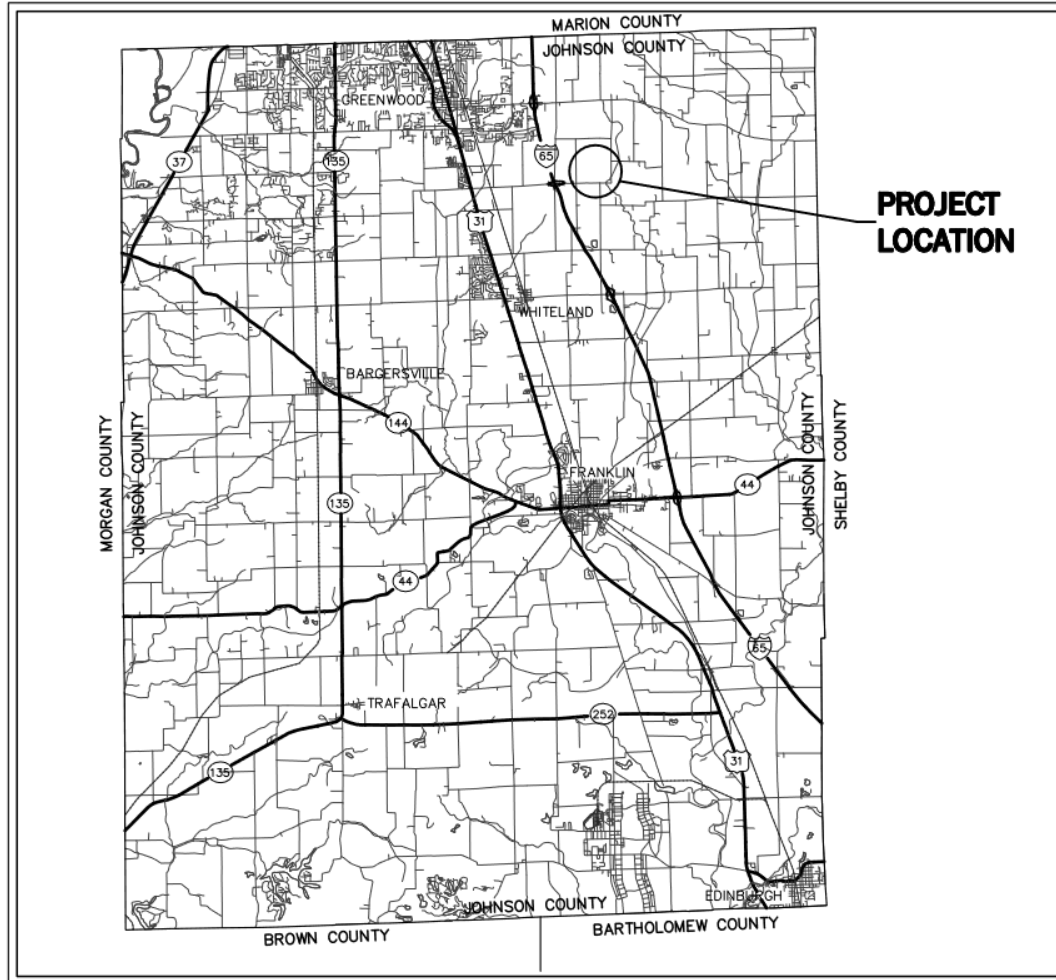 MARION COUNTY
JOHNSON COUNTY
GREENWOOD
37
135
65
PROJECT
LOCATION
31
WHITELAND
BARGERSVILLE
144
MORGAN COUNTY
JOHNSON COUNTY
FRANKLIN
44
JOHNSON COUNTY
SHELBY COUNTY
135
44
65
TRAFALGAR
252
31
135
EDINBURGH
JOHNSON COUNTY
BROWN COUNTY
BARTHOLOMEW COUNTY